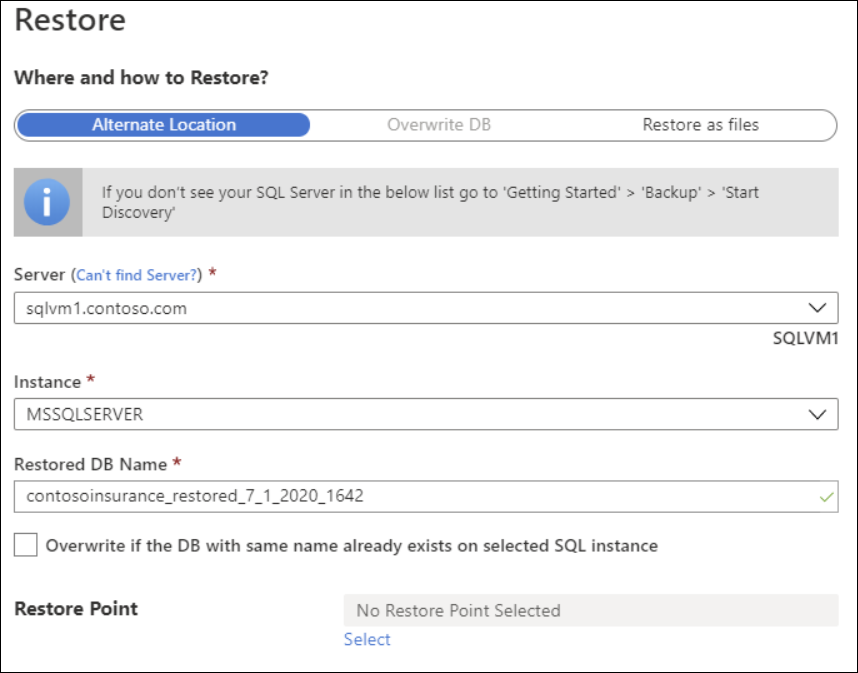 Restore
Where and how to Restore?
Alternate Location Overwrite DB Restore as files
If you don't see your SQL Server in the below list go to 'Getting Started' > 'Backup' > 'Start
Discovery'
Server (Can't find Server?) *
sqlvm1.contoso.com
SQLVM1
Instance *
MSSQLSERVER
Restored DB Name *
contosoinsurance_restored_7_1_2020_1642
Overwrite if the DB with same name already exists on selected SQL instance
Restore Point No Restore Point Selected
Select